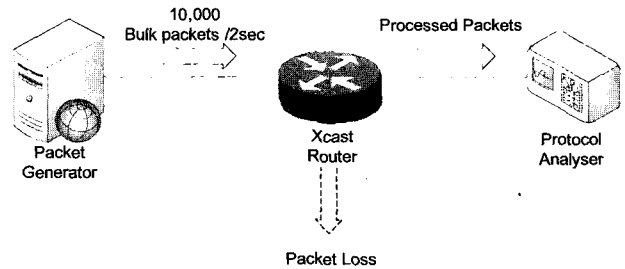 10,000
Bulk packets /2sec
Processed Packets
Packet
Generator
Xcast
Router
Protocol
Analyser
Packet Loss